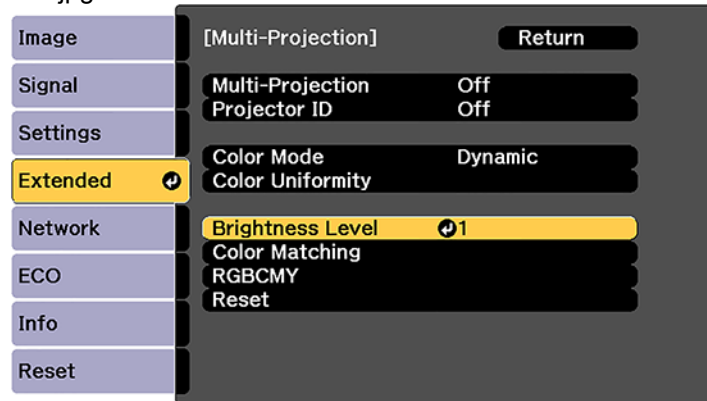 Image
Signal
Settings
Extended
Network
ECO
Info
Reset
[Multi-Projection] Return
Multi-Projection Off
Projector ID Off
Color Mode Dynamic
Color Uniformity
Brightness Level 1
Color Matching
RGBCMY
Reset